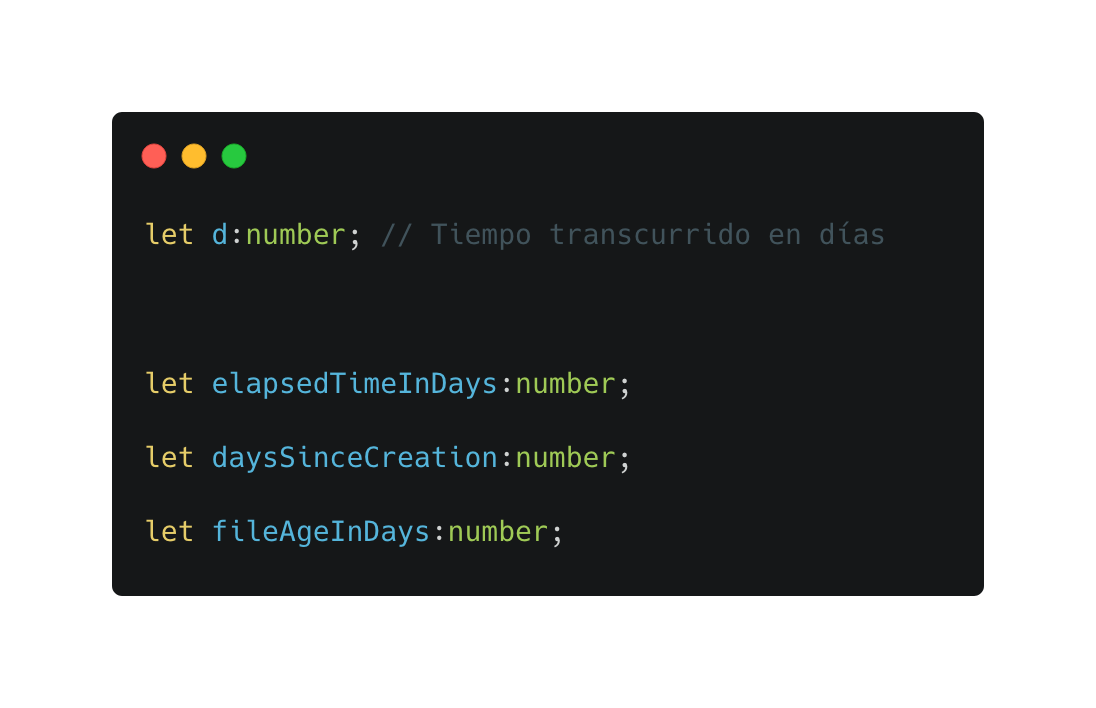 let d:number; // Tiempo transcurrido en días
let elapsedTimeInDays:number;
let daysSinceCreation:number;
let fileAgeInDays:number;